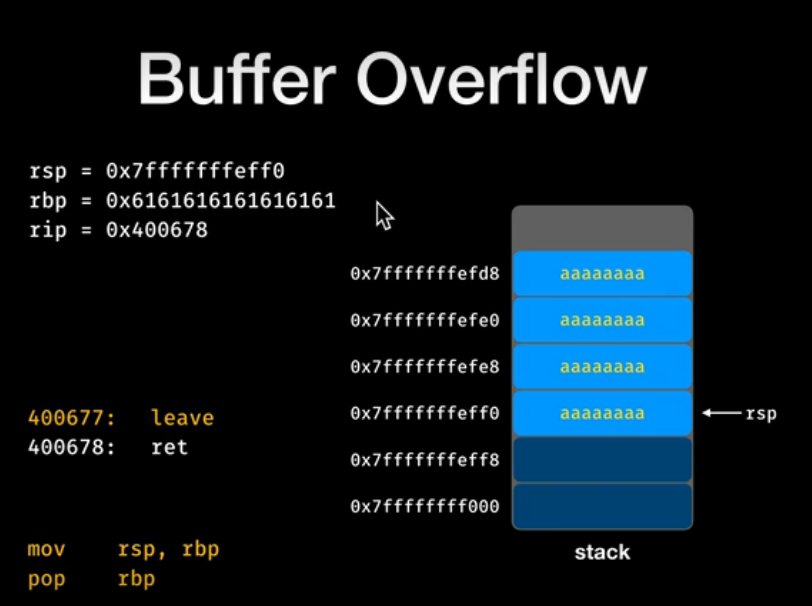 Buffer Overflow
rsp = 0x7fffffffeff0
rbp = 0x6161616161616161
rip = 0x400678
0x7fffffffefd8 aaaaaaaa
0x7fffffffefe0 aaaaaaaa
0x7fffffffefe8 aaaaaaaa
0x7fffffffeff0 aaaaaaaa rsp
0x7fffffffeff8
0x7ffffffff000
400677: leave
400678: ret
mov rsp, rbp
pop rbp
stack